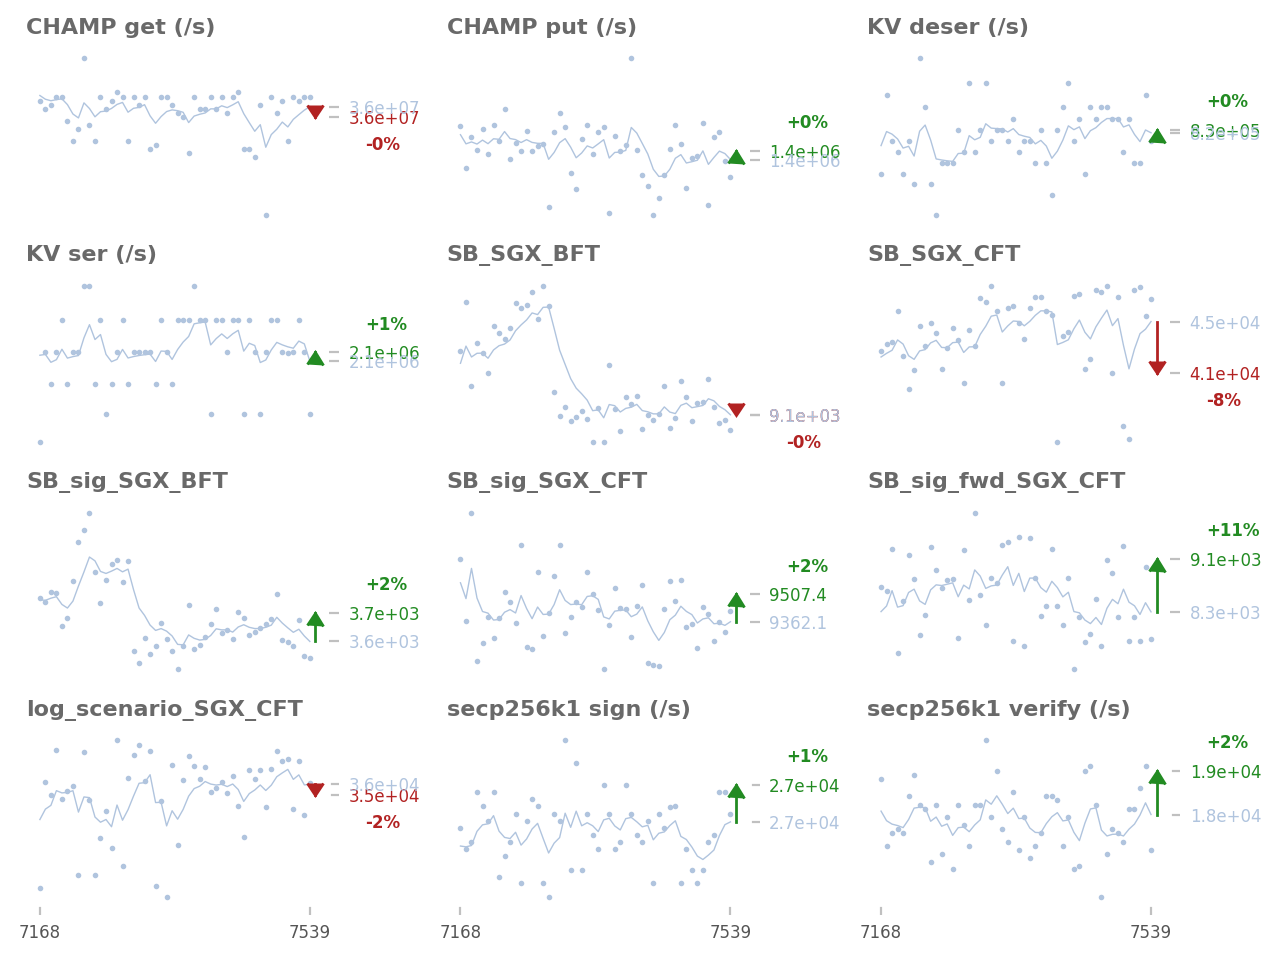 CHAMP get (/s)
3.6e+07
3.6e+07
-0%
CHAMP put (/s)
+0%
1.4e+06
1.4e+06
KV deser (/s)
+0%
8.3e+05
8.2e+05
KV ser (/s)
+1%
2.1e+06
2.1e+06
SB_SGX_BFT
9.1e+03
-0%
SB_SGX_CFT
4.5e+04
4.1e+04
-8%
SB_sig_SGX_BFT
+2%
3.7e+03
3.6e+03
SB_sig_SGX_CFT
+2%
9507.4
9362.1
SB_sig_fwd_SGX_CFT
+11%
9.1e+03
8.3e+03
log_scenario_SGX_CFT
3.6e+04
3.5e+04
-2%
secp256k1 sign (/s)
+1%
2.7e+04
2.7e+04
secp256k1 verify (/s)
+2%
1.9e+04
1.8e+04
7168 7539
7168 7539
7168 7539